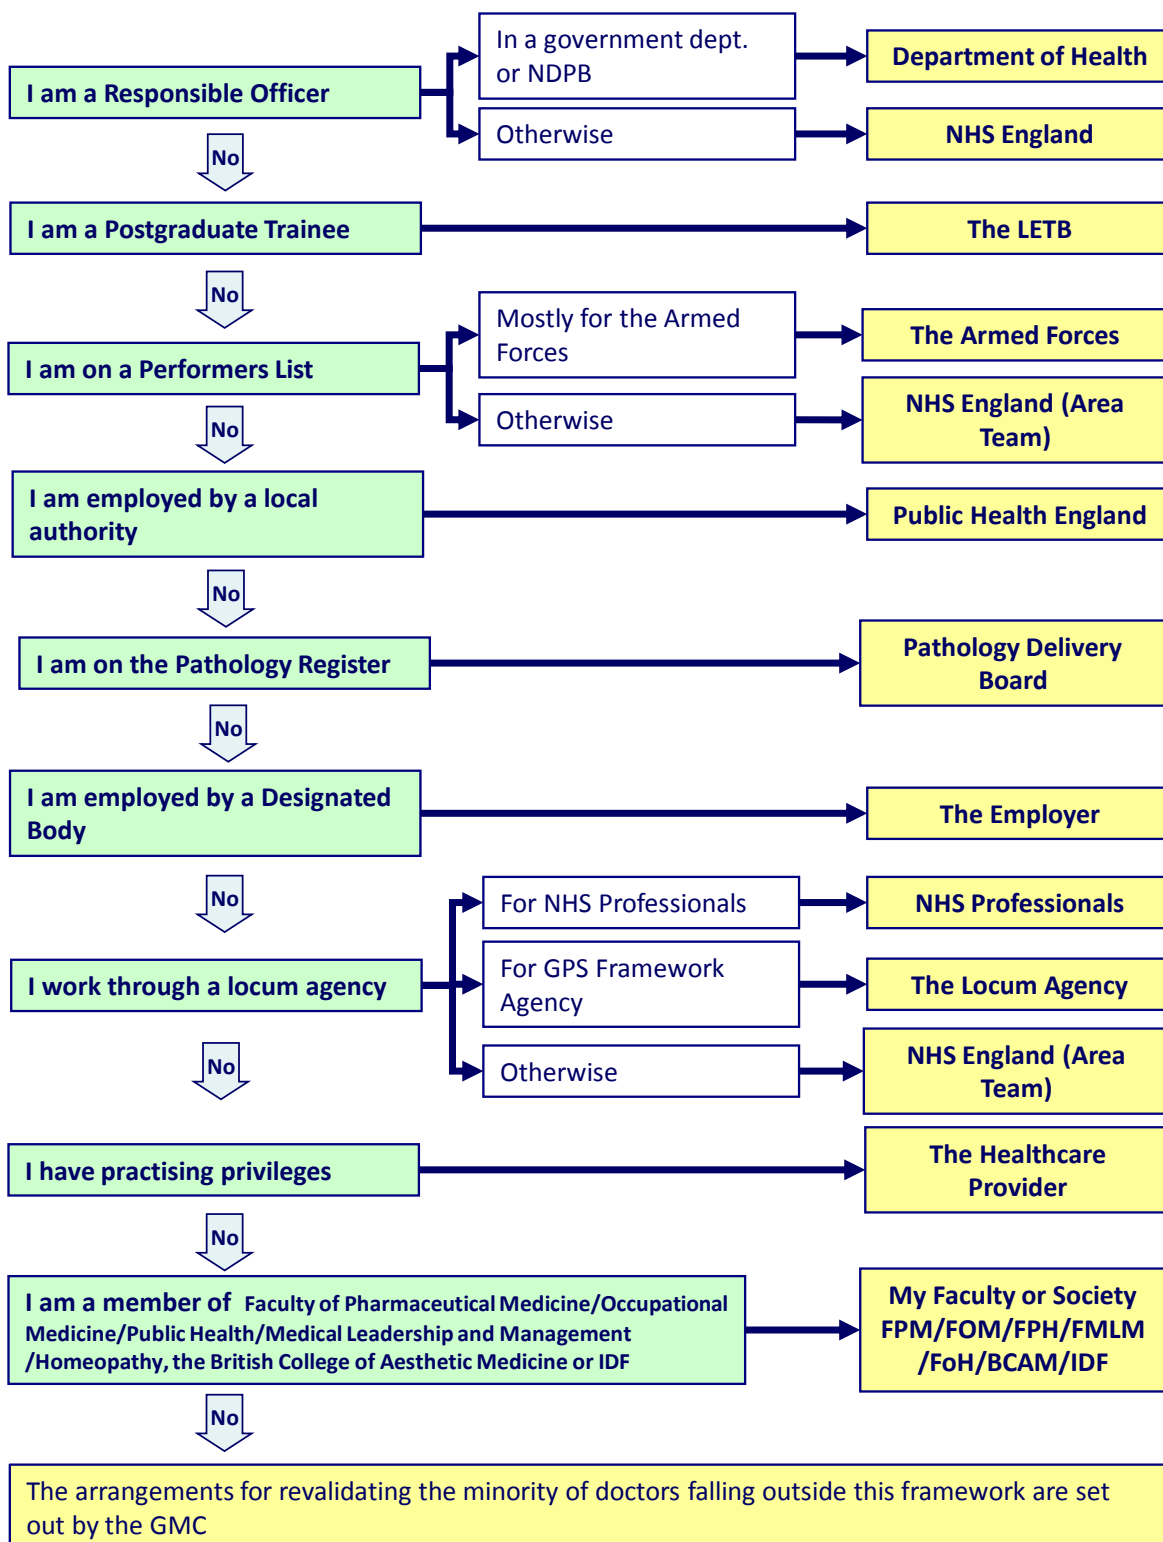 In a government dept.
or NDPB
Department of Health
I am a Responsible Officer
Otherwise
NHS England
No
I am a Postgraduate Trainee
The LETB
No
Mostly for the Armed
Forces
The Armed Forces
I am on a Performers List
Otherwise
NHS England (Area
Team)
No
I am employed by a local
authority
Public Health England
No
I am on the Pathology Register
Pathology Delivery
Board
No
I am employed by a Designated
Body
The Employer
No
For NHS Professionals
NHS Professionals
I work through a locum agency
For GPS Framework
Agency
The Locum Agency
Otherwise
NHS England (Area
Team)
No
I have practising privileges
The Healthcare
Provider
No
I am a member of Faculty of Pharmaceutical Medicine/Occupational
Medicine/Public Health/Medical Leadership and Management
/Homeopathy, the British College of Aesthetic Medicine or IDF
My Faculty or Society
FPM/FOM/FPH/FMLM
/FoH/BCAM/IDF
No
The arrangements for revalidating the minority of doctors falling outside this framework are set
out by the GMC